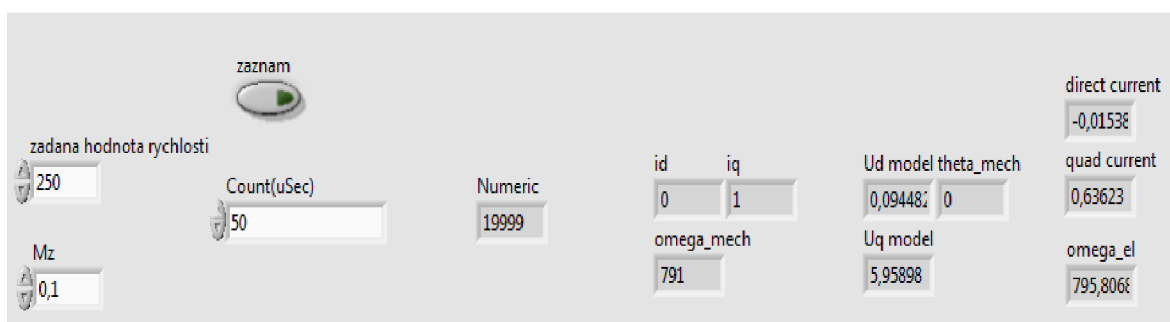 zaznam
zadana hodnota rychlosti
250
Count(uSec)
50
Mz
0,1
Numeric
19999
id
0
iq
1
omega_mech
791
Ud model
0,094482
theta_mech
0
Uq model
5,95898
direct current
-0,01538
quad current
0,63623
omega_el
795,8068